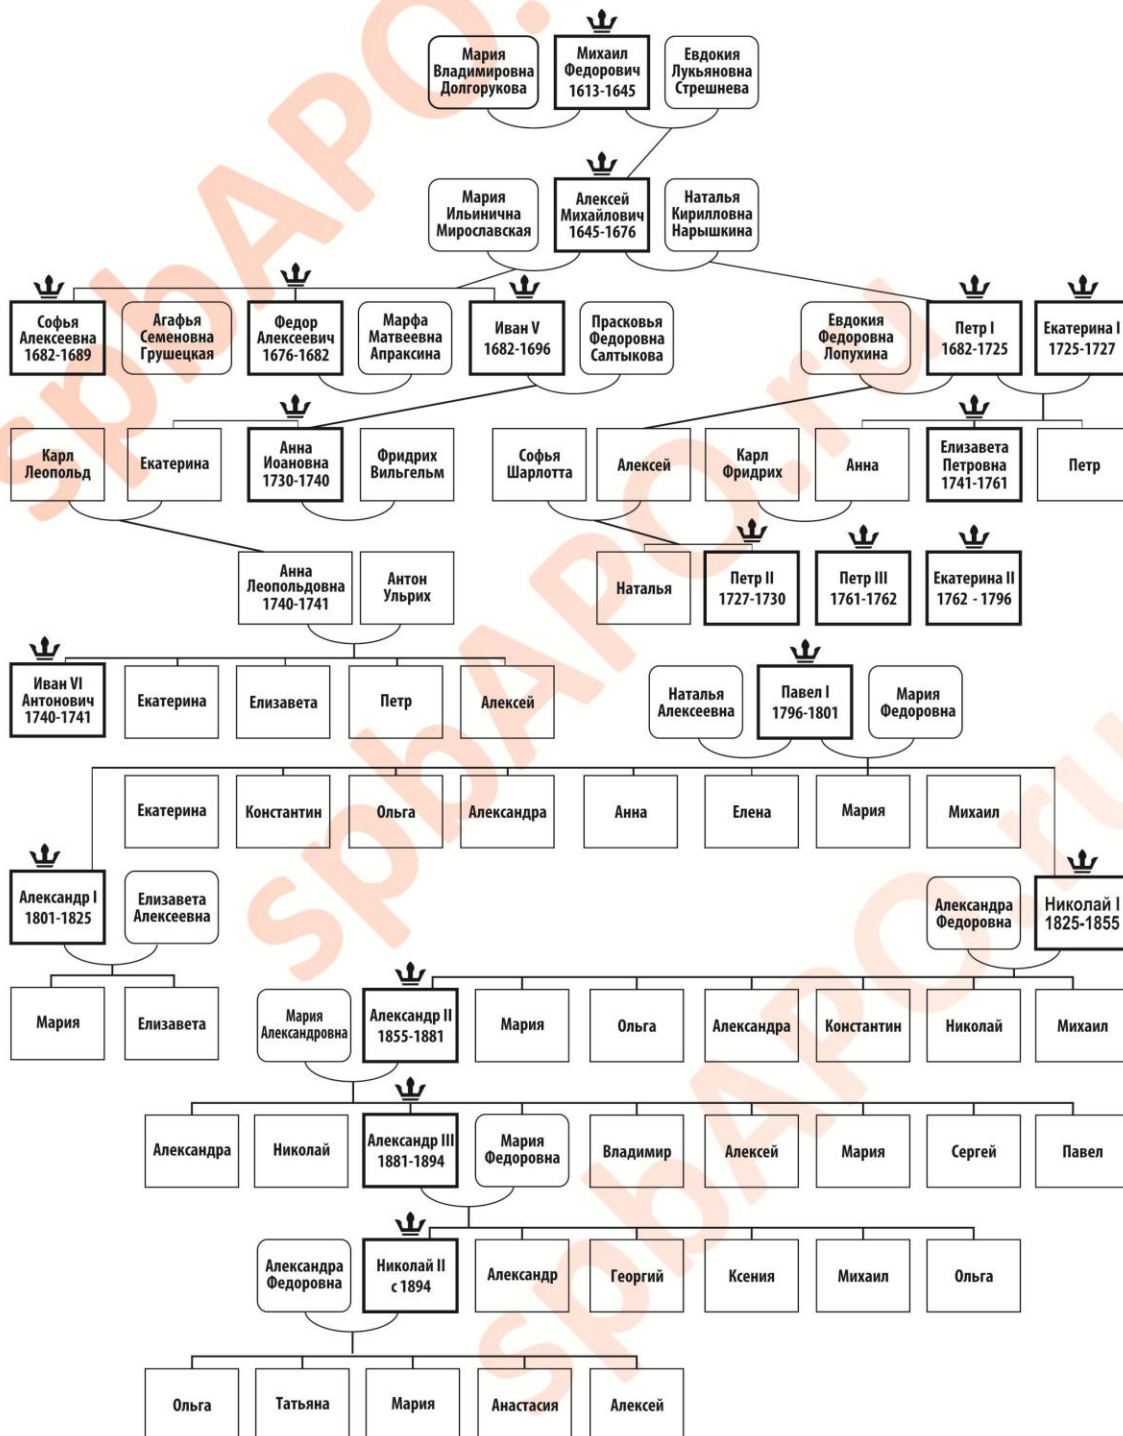 Мария
Владимировна
Долгорукова
Михаил
Федорович
1613-1645
Евдокия
Лукьяновна
Стрешнева
Мария
Ильинична
Мирославская
Алексей
Михайлович
1645-1676
Наталья
Кирилловна
Нарышкина
Софья
Алексеевна
1682-1689
Агафья
Семеновна
Грушецкая
Федор
Алексеевич
1676-1682
Марфа
Матвеевна
Апраксина
Иван V
1682-1696
Прасковья
Федоровна
Салтыкова
Евдокия
Федоровна
Лопухина
Петр I
1682-1725
Екатерина I
1725-1727
Карл
Леопольд
Екатерина
Анна
Иоановна
1730-1740
Фридрих
Вильгельм
Софья
Шарлотта
Алексей
Карл
Фридрих
Анна
Елизавета
Петровна
1741-1761
Петр
Анна
Леопольдовна
1740-1741
Антон
Ульрих
Наталья
Петр II
1727-1730
Петр III
1761-1762
Екатерина II
1762 - 1796
Иван VI
Антонович
1740-1741
Екатерина
Елизавета
Петр
Алексей
Наталья
Алексеевна
Павел I
1796-1801
Мария
Федоровна
Екатерина
Константин
Ольга
Александра
Анна
Елена
Мария
Михаил
Александр I
1801-1825
Елизавета
Алексеевна
Александра
Федоровна
Николай I
1825-1855
Мария
Елизавета
Мария
Александровна
Александр II
1855-1881
Мария
Ольга
Александра
Константин
Николай
Михаил
Александра
Николай
Александр III
1881-1894
Мария
Федоровна
Владимир
Алексей
Мария
Сергей
Павел
Александра
Федоровна
Николай II
с 1894
Александр
Георгий
Ксения
Михаил
Ольга
Ольга
Татьяна
Мария
Анастасия
Алексей
spbAPO.ru
spbAPO.ru
spbAPO.ru